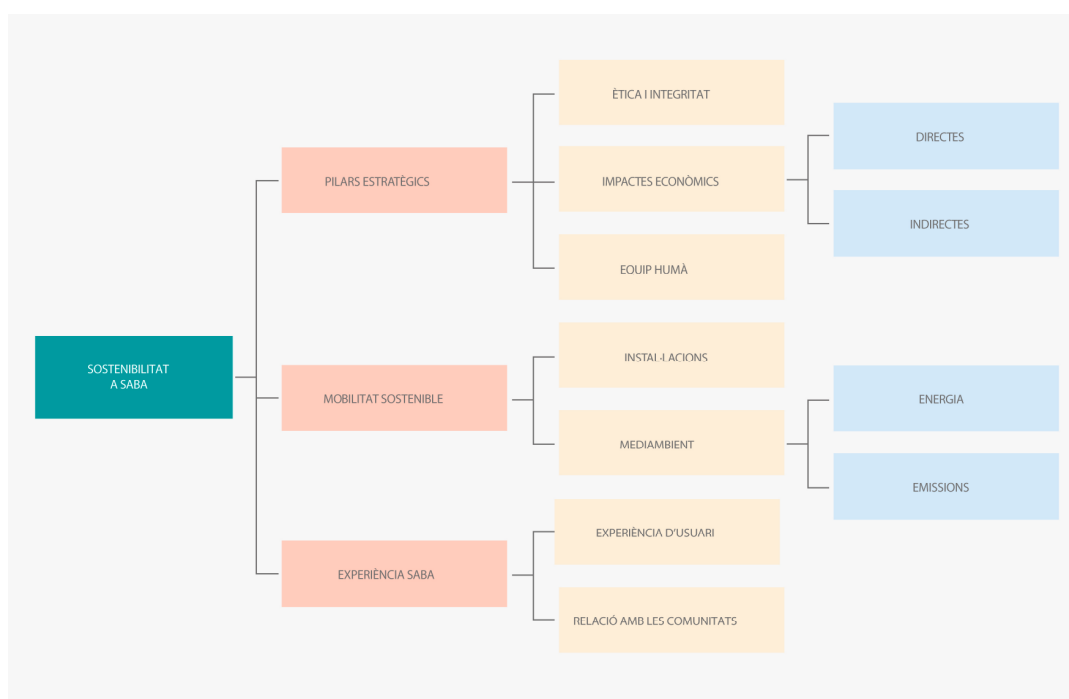 SOSTENIBILITAT
A SABA
PILARS ESTRATÈGICS
ÈTICA I INTEGRITAT
IMPACTES ECONÒMICS
DIRECTES
INDIRECTES
EQUIP HUMÀ
MOBILITAT SOSTENIBLE
INSTAL·LACIONS
MEDIAMBIENT
ENERGIA
EMISSIONS
EXPERIÈNCIA SABA
EXPERIÈNCIA D'USUARI
RELACIÓ AMB LES COMUNITATS